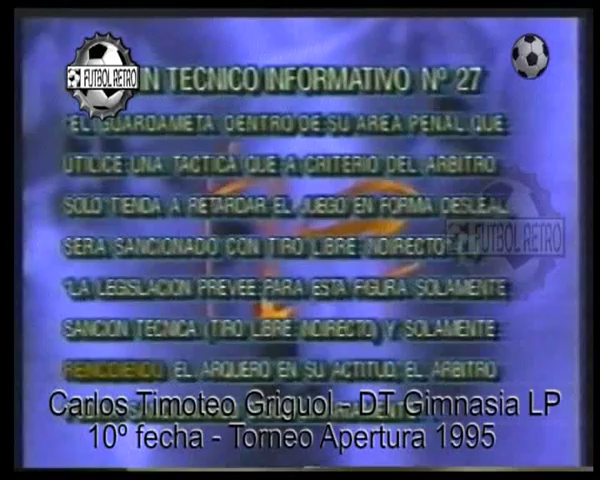 FUTBOL RETRO
IN TECNICO INFORMATIVO Nº 27
"EL GUARDAMETA DENTRO DE SU AREA PENAL QUE
UTILICE UNA TACTICA QUE A CRITERIO DEL ARBITRO
SOLO TIENDA A RETARDAR EL JUEGO EN FORMA DESLEAL
SERA SANCIONADO CON TIRO LIBRE INDIRECTO"
FUTBOL RETRO
"LA LEGISLACION PREVEE PARA ESTA FIGURA SOLAMENTE
SANCION TECNICA (TIRO LIBRE INDIRECTO) Y SOLAMENTE
REINCIDIENDO EL ARQUERO EN SU ACTITUD, EL ARBITRO
Carlos Timoteo Griguol - DT Gimnasia LP
10º fecha - Torneo Apertura 1995